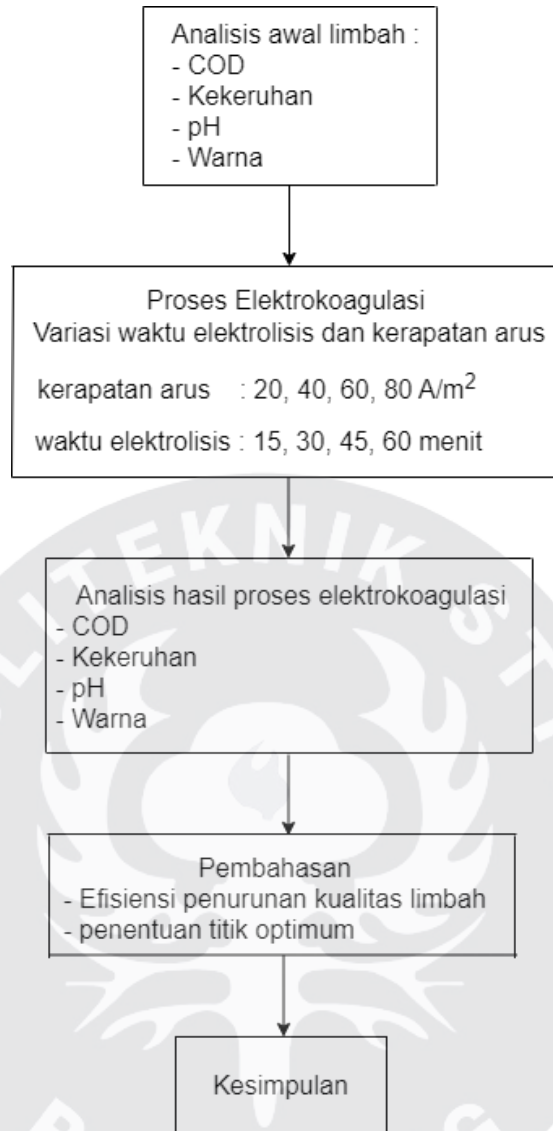 Analisis awal limbah :
- COD
- Kekeruhan
- pH
- Warna
Proses Elektrokoagulasi
Variasi waktu elektrolisis dan kerapatan arus
kerapatan arus : 20, 40, 60, 80 A/m²
waktu elektrolisis : 15, 30, 45, 60 menit
Analisis hasil proses elektrokoagulasi
- COD
- Kekeruhan
- pH
- Warna
Pembahasan
- Efisiensi penurunan kualitas limbah
- penentuan titik optimum
Kesimpulan